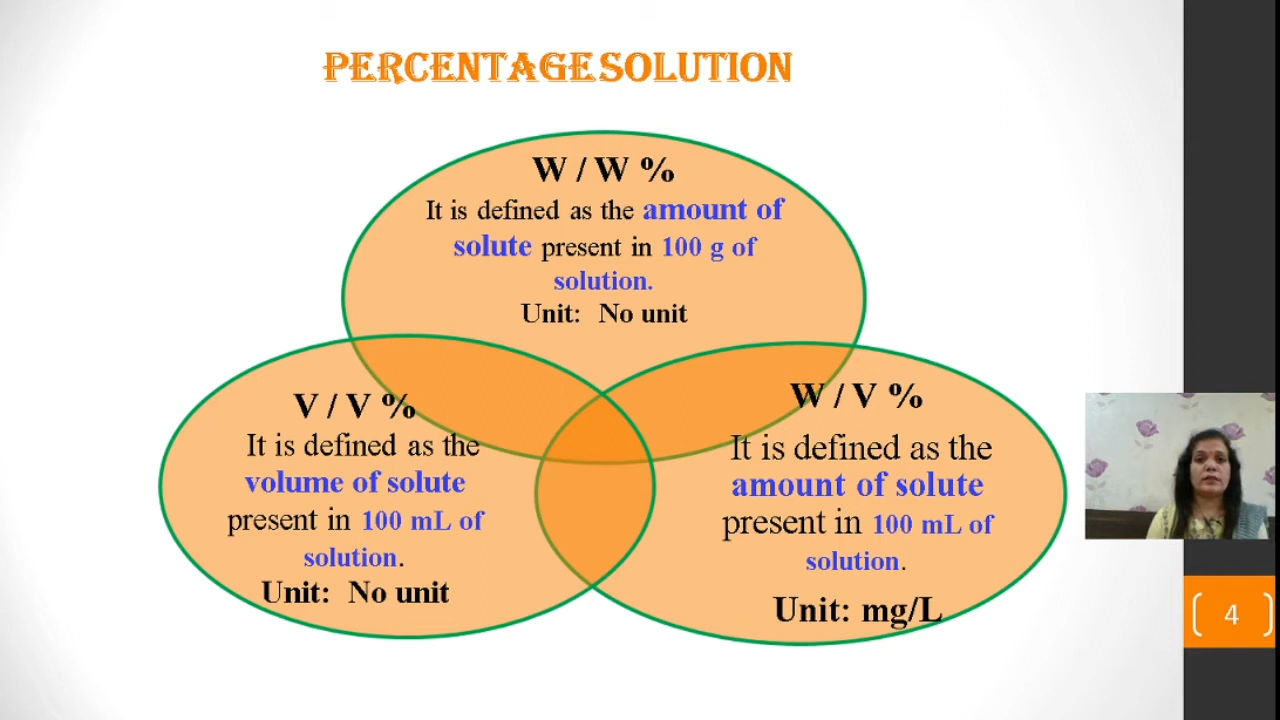 PERCENTAGE SOLUTION
W / W %
It is defined as the amount of
solute present in 100 g of
solution.
Unit: No unit
V / V %
It is defined as the
volume of solute
present in 100 mL of
solution.
Unit: No unit
W / V %
It is defined as the
amount of solute
present in 100 mL of
solution.
Unit: mg/L
4